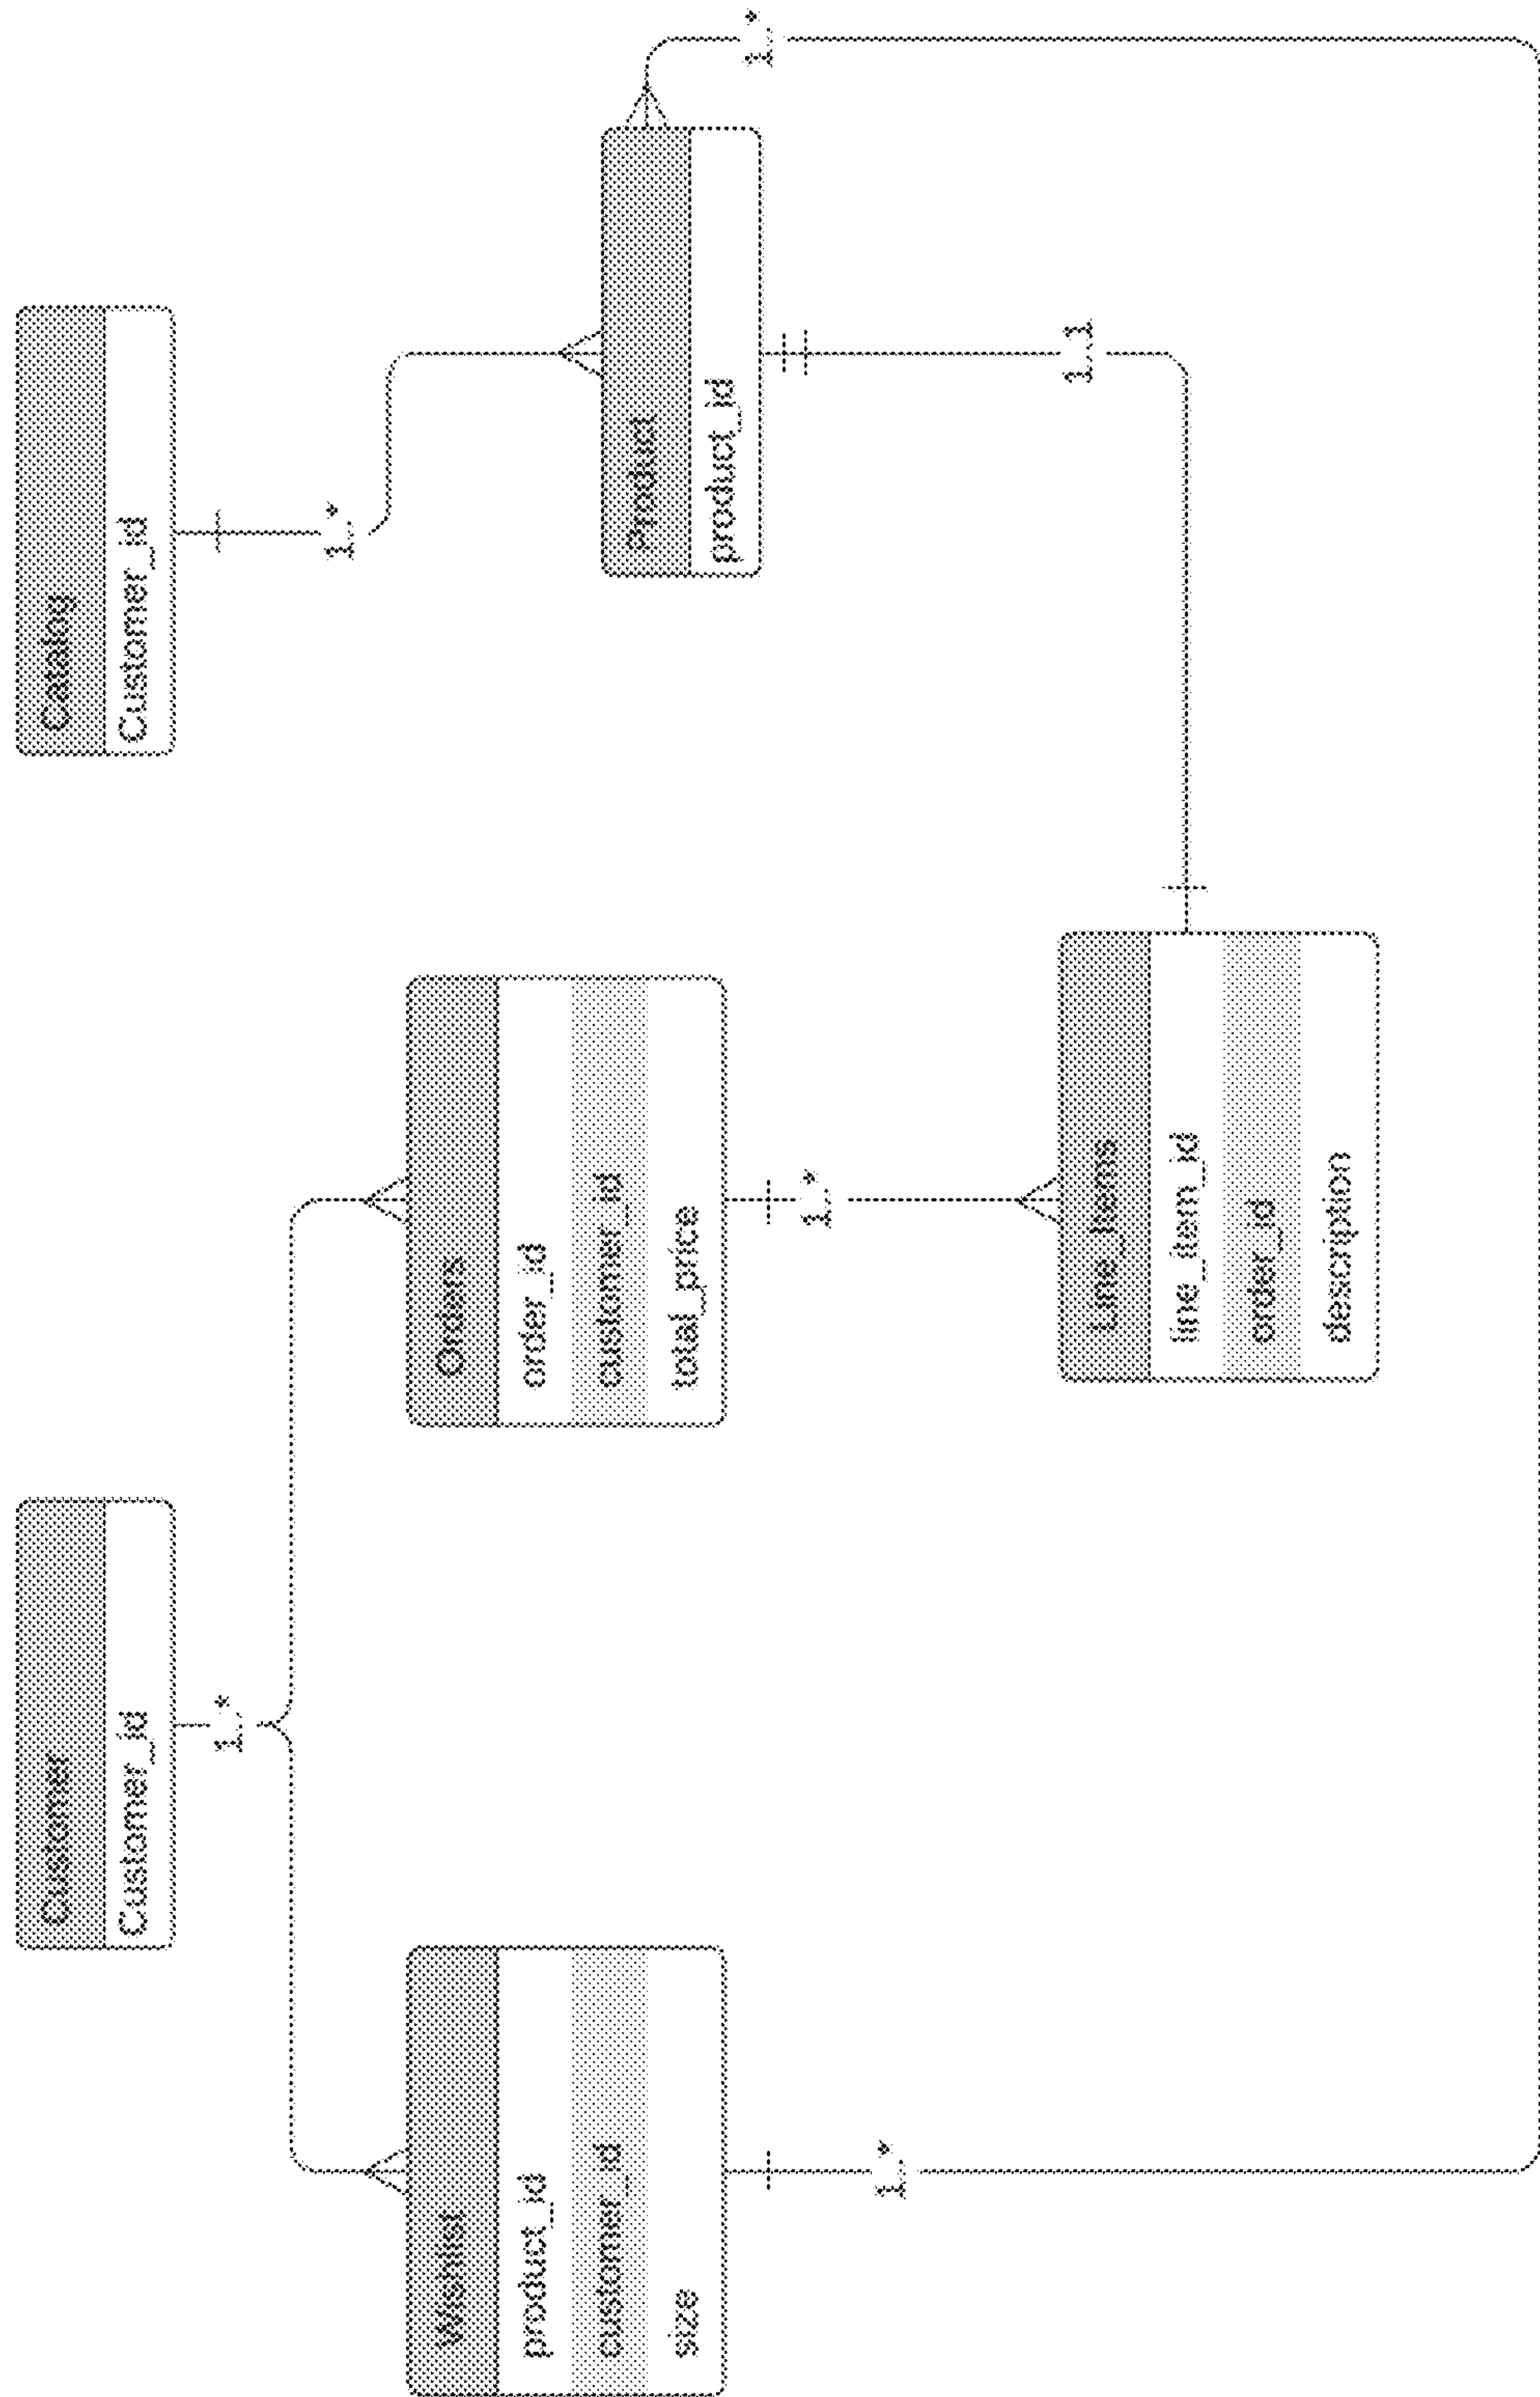 Customer
Customer_id
1..*
Catalog
Customer_id
1..*
Wishlist
product_id
customer_id
size
1..*
Orders
order_id
customer_id
total_price
1..*
Product
product_id
1..*
1..1
Line_Items
line_item_id
order_id
description